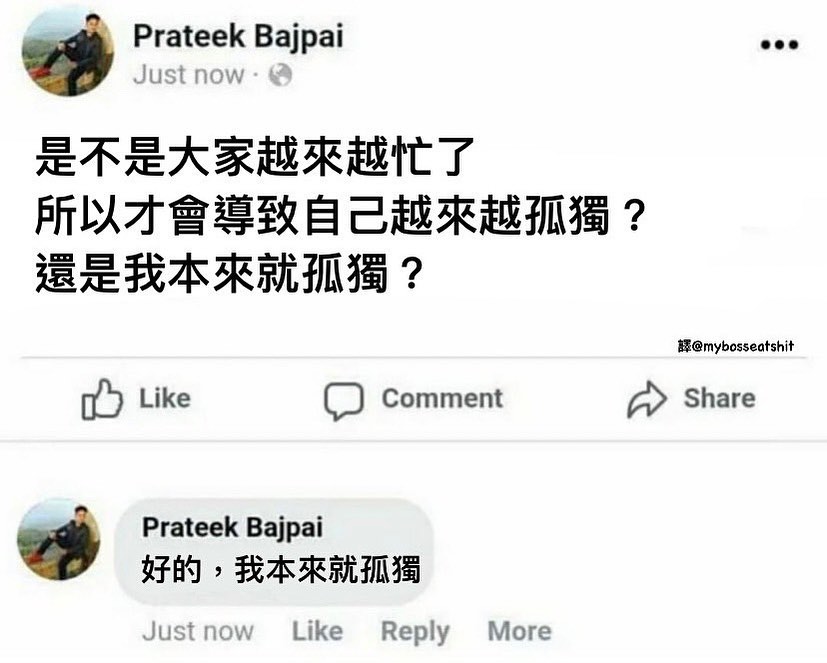 Prateek Bajpai
Just now ·
是不是大家越來越忙了
所以才會導致自己越來越孤獨？
還是我本來就孤獨？
譯@mybosseatshit
Like Comment Share
Prateek Bajpai
好的，我本來就孤獨
Just now Like Reply More